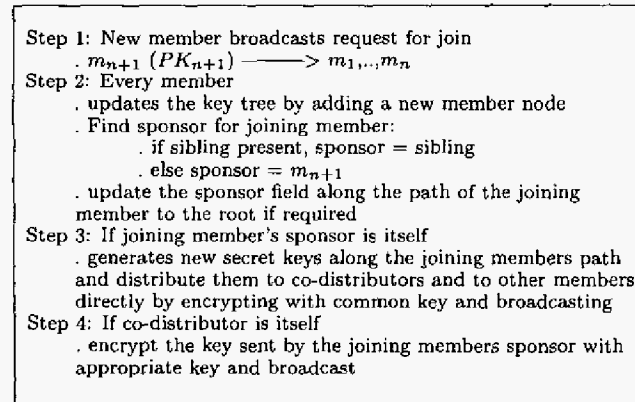 Step 1: New member broadcasts request for join
. m_{n+1} (PK_{n+1}) ——> m_1,..,m_n
Step 2: Every member
. updates the key tree by adding a new member node
. Find sponsor for joining member:
. if sibling present, sponsor = sibling
. else sponsor = m_{n+1}
. update the sponsor field along the path of the joining
member to the root if required
Step 3: If joining member's sponsor is itself
. generates new secret keys along the joining members path
and distribute them to co-distributors and to other members
directly by encrypting with common key and broadcasting
Step 4: If co-distributor is itself
. encrypt the key sent by the joining members sponsor with
appropriate key and broadcast